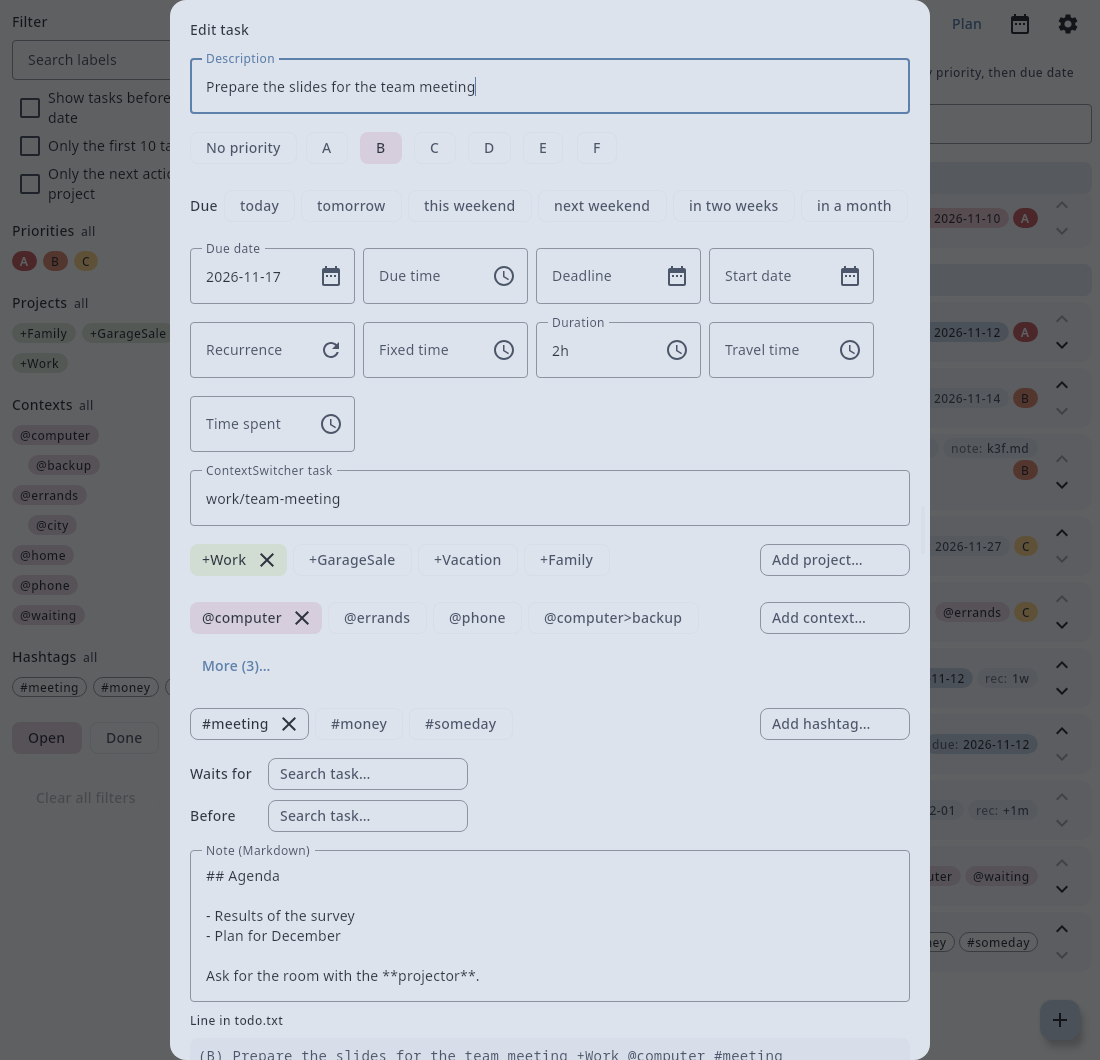 Filter
Search labels
Show tasks before
date
Only the first 10 ta
Only the next actio
project
Priorities all
A B C
Projects all
+Family +GarageSale
+Work
Contexts all
@computer
@backup
@errands
@city
@home
@phone
@waiting
Hashtags all
#meeting #money
Open Done
Clear all filters
Edit task
Description
Prepare the slides for the team meeting
No priority A B C D E F
Due today tomorrow this weekend next weekend in two weeks in a month
Due date
2026-11-17 Due time Deadline Start date
Duration
Recurrence Fixed time 2h Travel time
Time spent
ContextSwitcher task
work/team-meeting
+Work +GarageSale +Vacation +Family Add project...
@computer @errands @phone @computer>backup Add context...
More (3)...
#meeting #money #someday Add hashtag...
Waits for Search task...
Before Search task...
Note (Markdown)
## Agenda
- Results of the survey
- Plan for December
Ask for the room with the **projector**.
Line in todo.txt
(B) Prepare the slides for the team meeting +Work @computer #meeting
Plan
priority, then due date
2026-11-10 A
2026-11-12 A
2026-11-14 B
note: k3f.md
B
2026-11-27 C
@errands C
11-12 rec: 1w
due: 2026-11-12
2-01 rec: +1m
uter @waiting
ney #someday
+